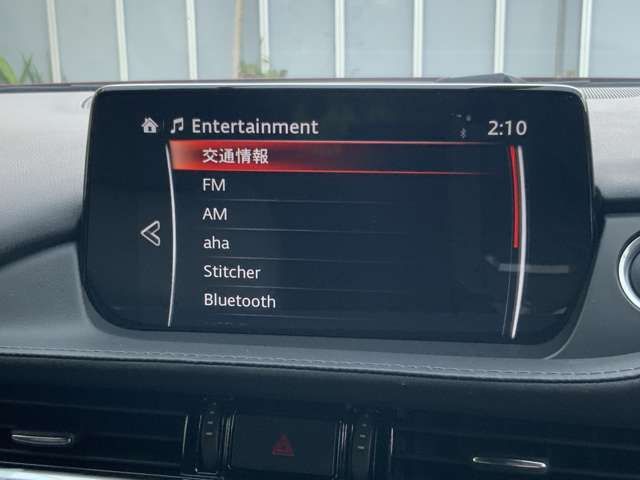 Entertainment 2:10
交通情報
FM
AM
aha
Stitcher
Bluetooth